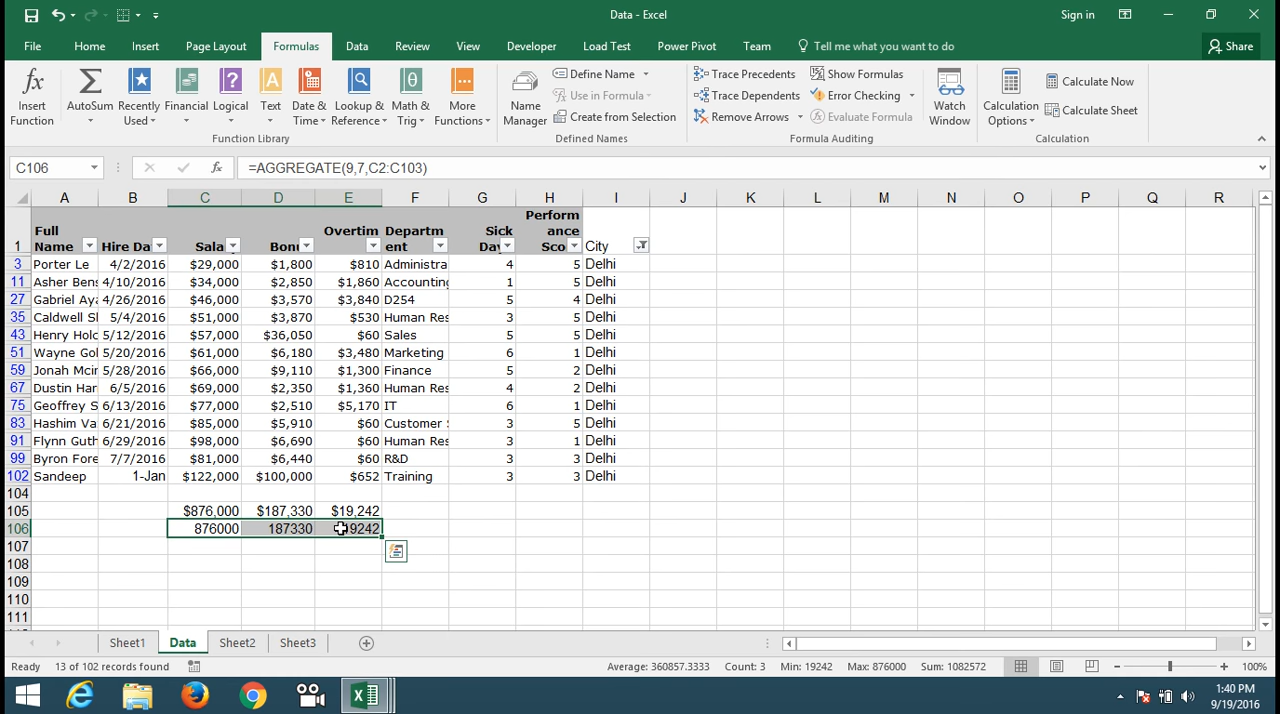 Data - Excel
Sign in
File Home Insert Page Layout Formulas Data Review View Developer Load Test Power Pivot Team Tell me what you want to do Share
Insert Function
AutoSum
Recently Used
Financial
Logical
Text
Date & Time
Lookup & Reference
Math & Trig
More Functions
Function Library
Name Manager
Define Name
Use in Formula
Create from Selection
Defined Names
Trace Precedents
Trace Dependents
Remove Arrows
Show Formulas
Error Checking
Evaluate Formula
Formula Auditing
Watch Window
Calculation Options
Calculate Now
Calculate Sheet
Calculation
C106 fx =AGGREGATE(9,7,C2:C103)
A B C D E F G H I J K L M N O P Q R
1 Full Name Hire Da Sala Bon Overtim Departm ent Sick Da Perform ance Sco City
3 Porter Le 4/2/2016 $29,000 $1,800 $810 Administra 4 5 Delhi
11 Asher Ben 4/10/2016 $34,000 $2,850 $1,860 Accounting 1 5 Delhi
27 Gabriel Aya 4/26/2016 $46,000 $3,570 $3,840 D254 5 4 Delhi
35 Caldwell S 5/4/2016 $51,000 $3,870 $530 Human Res 3 5 Delhi
43 Henry Holc 5/12/2016 $57,000 $36,050 $60 Sales 5 5 Delhi
51 Wayne Gol 5/20/2016 $61,000 $6,180 $3,480 Marketing 6 1 Delhi
59 Jonah Mcin 5/28/2016 $66,000 $9,110 $1,300 Finance 5 2 Delhi
67 Dustin Har 6/5/2016 $69,000 $2,350 $1,360 Human Res 4 2 Delhi
75 Geoffrey S 6/13/2016 $77,000 $2,510 $5,170 IT 6 1 Delhi
83 Hashim Va 6/21/2016 $85,000 $5,910 $60 Customer 3 5 Delhi
91 Flynn Guth 6/29/2016 $98,000 $6,690 $60 Human Res 3 1 Delhi
99 Byron Fore 7/7/2016 $81,000 $6,440 $60 R&D 3 3 Delhi
102 Sandeep 1-Jan $122,000 $100,000 $652 Training 3 3 Delhi
104
105 $876,000 $187,330 $19,242
106 876000 187330 9242
107
108
109
110
111
Sheet1 Data Sheet2 Sheet3
Ready 13 of 102 records found Average: 360857.3333 Count: 3 Min: 19242 Max: 876000 Sum: 1082572 100%
1:40 PM
9/19/2016